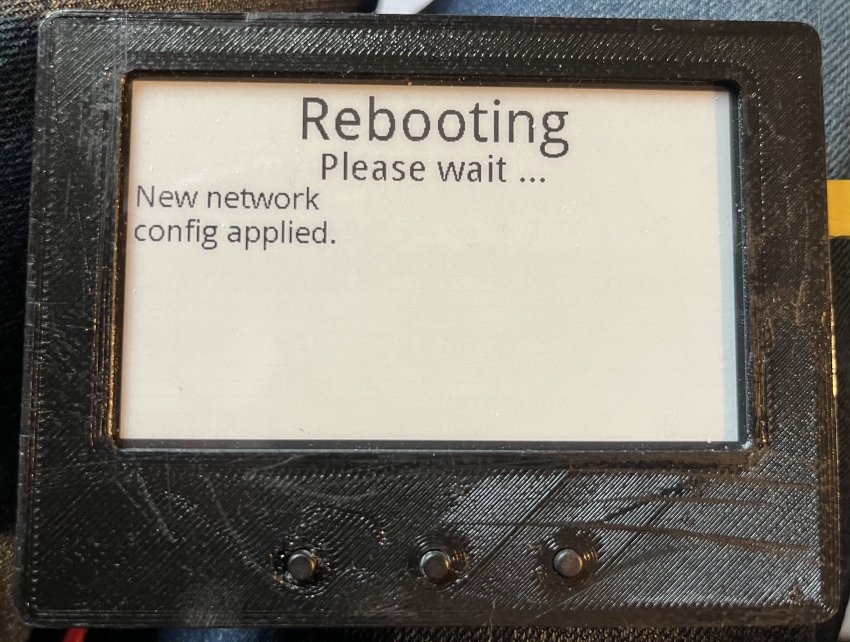 Rebooting
Please wait ...
New network
config applied.